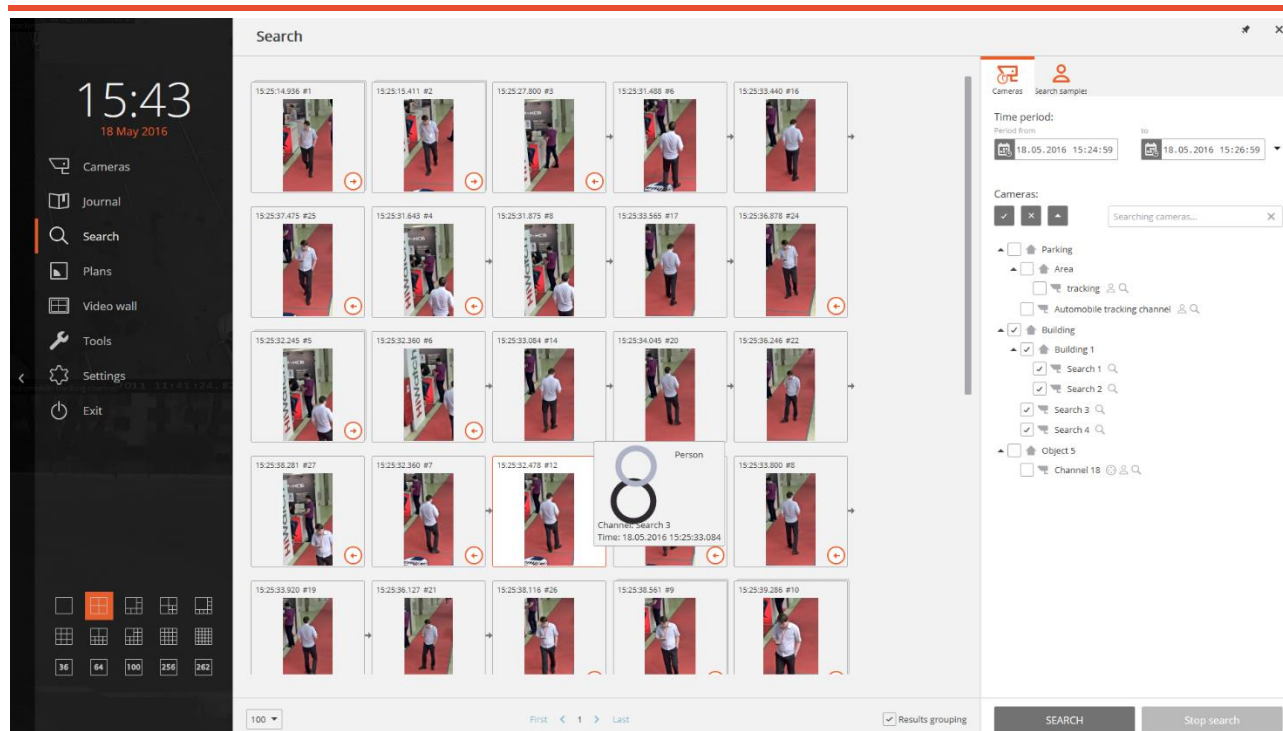 Search
15:43
18 May 2016
Cameras
Journal
Search
Plans
Video wall
Tools
Settings
Exit
36 64 100 256 262
15:25:14.936 #1 15:25:15.411 #2 15:25:27.800 #3 15:25:31.488 #6 15:25:33.440 #16
15:25:37.475 #25 15:25:31.643 #4 15:25:31.875 #8 15:25:33.565 #17 15:25:36.878 #24
15:25:32.245 #5 15:25:32.360 #6 15:25:33.084 #14 15:25:34.045 #20 15:25:36.246 #22
15:25:38.281 #27 15:25:32.360 #7 15:25:32.478 #12 15:25:33.800 #8
Person
Channel: Search 3
Time: 18.05.2016 15:25:33.084
15:25:33.920 #19 15:25:36.127 #21 15:25:38.116 #26 15:25:38.561 #9 15:25:39.286 #10
100
First 1 Last
Results grouping
Cameras Search samples
Time period:
Period from to
18.05.2016 15:24:59 18.05.2016 15:26:59
Cameras:
Searching cameras...
Parking
Area
tracking
Automobile tracking channel
Building
Building 1
Search 1
Search 2
Search 3
Search 4
Object 5
Channel 18
SEARCH Stop search